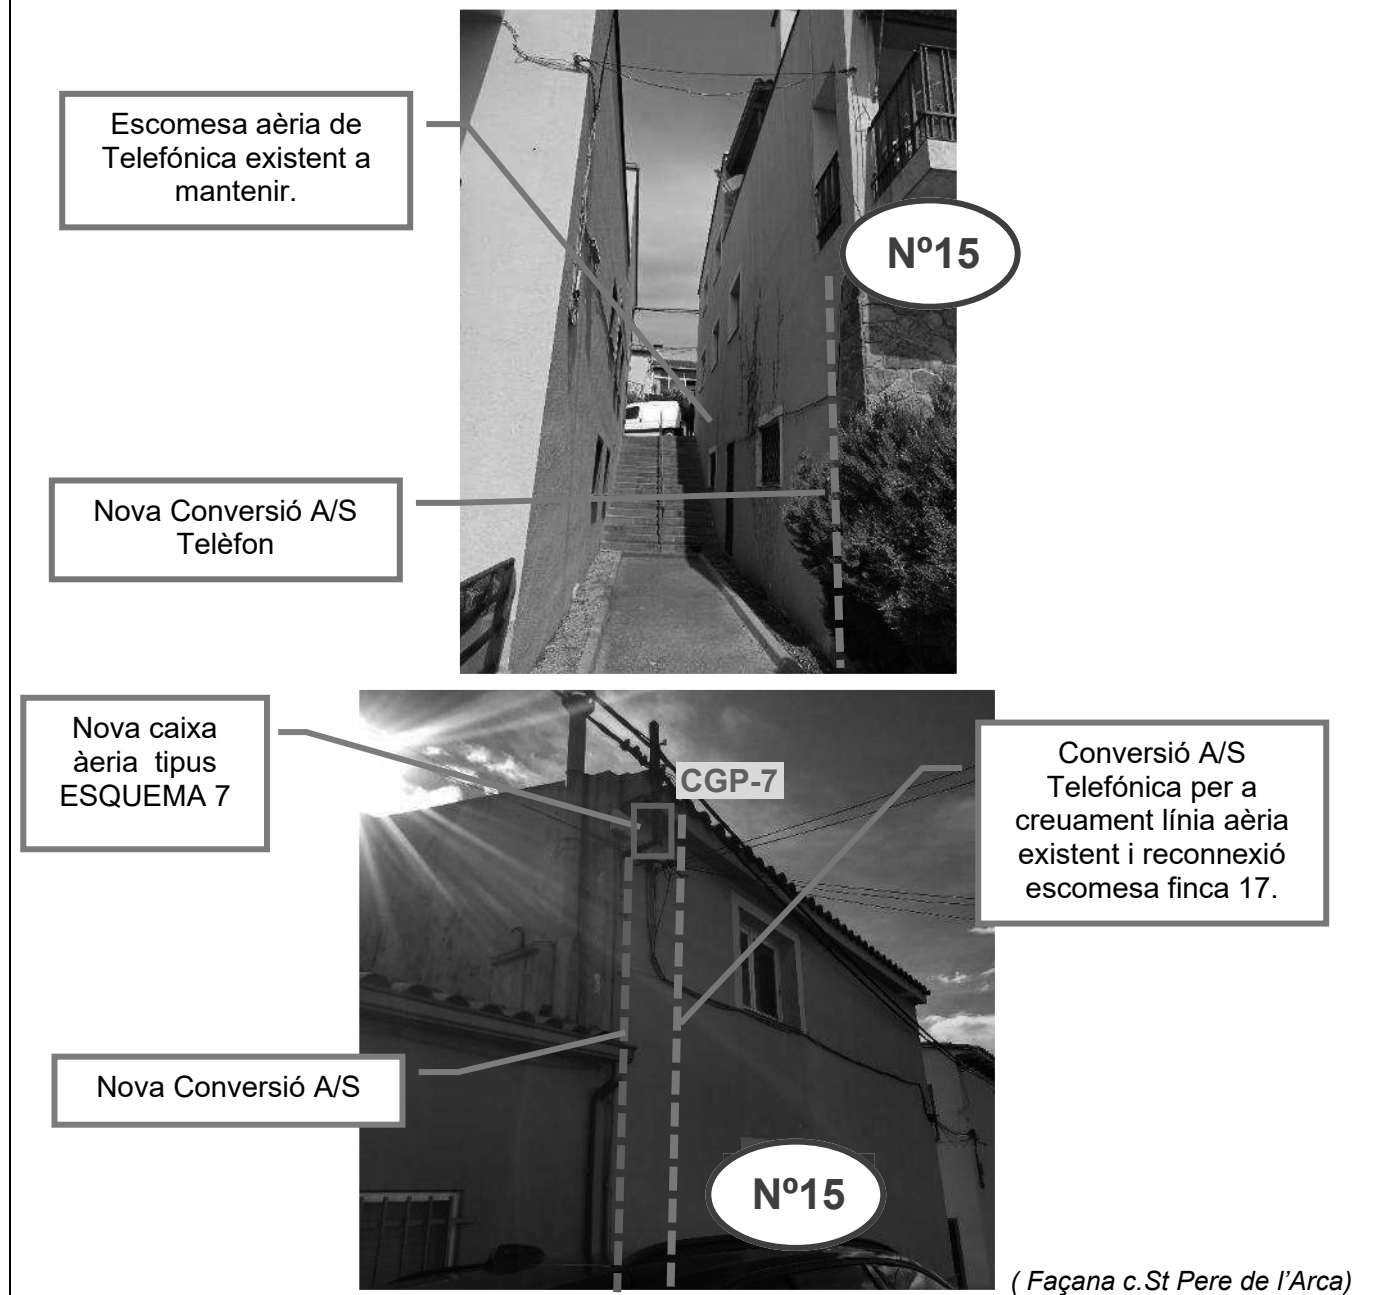 Escomesa aèria de
Telefónica existent a
mantenir.
Nº15
Nova Conversió A/S
Telèfon
Nova caixa
àeria tipus
ESQUEMA 7
CGP-7
Conversió A/S
Telefónica per a
creuament línia aèria
existent i reconnexió
escomesa finca 17.
Nova Conversió A/S
Nº15
( Façana c.St Pere de l’Arca)